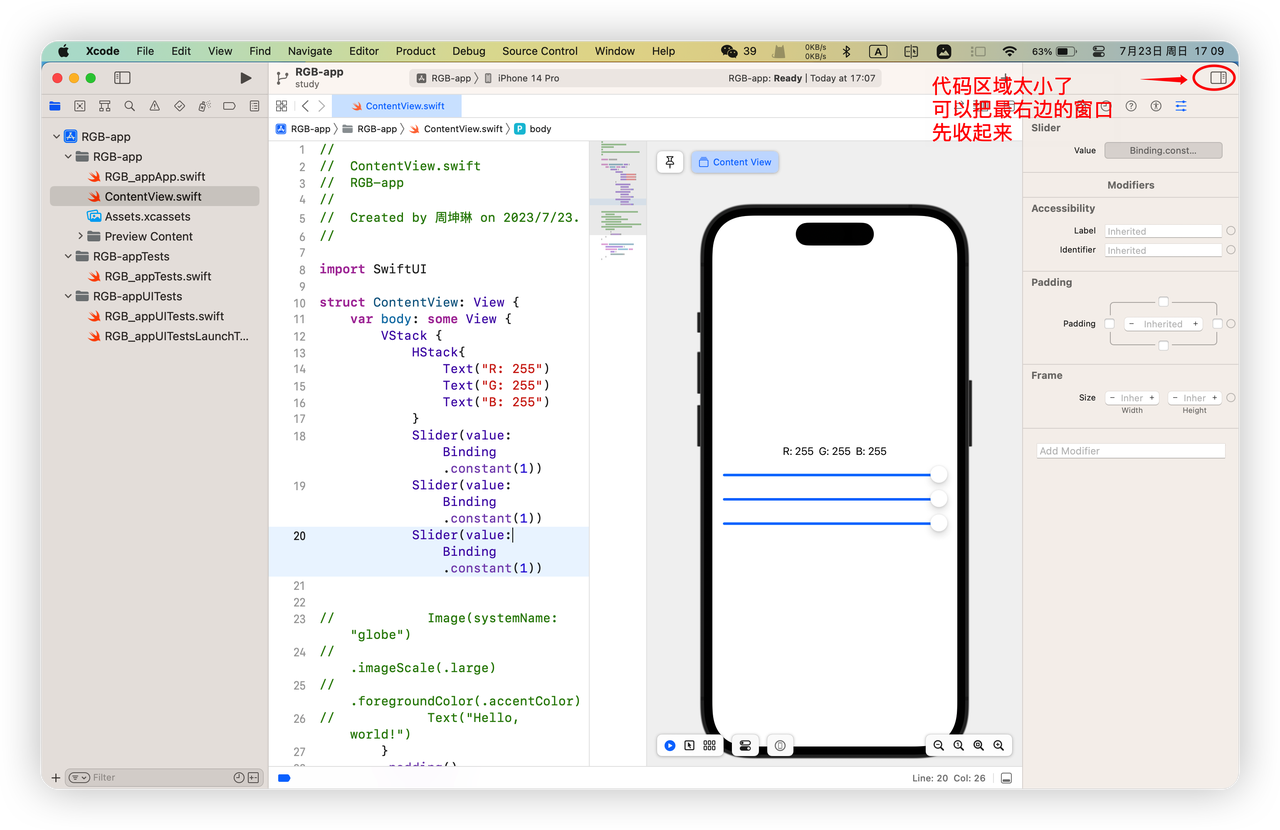 Xcode File Edit View Find Navigate Editor Product Debug Source Control Window Help 39 0KB/s 0KB/s A 63% 7月23日 周日 17 09
RGB-app
study
RGB-app 〉 iPhone 14 Pro
RGB-app: Ready | Today at 17:07
代码区域太小了
可以把最右边的窗口
先收起来
ContentView.swift
RGB-app 〉 RGB-app 〉 ContentView.swift 〉 P body
RGB-app
RGB-app
RGB_appApp.swift
ContentView.swift
Assets.xcassets
Preview Content
RGB-appTests
RGB_appTests.swift
RGB-appUITests
RGB_appUITests.swift
RGB_appUITestsLaunchT...
Filter
1 //
2 // ContentView.swift
3 // RGB-app
4 //
5 // Created by 周坤琳 on 2023/7/23.
6 //
7
8 import SwiftUI
9
10 struct ContentView: View {
11 var body: some View {
12 VStack {
13 HStack{
14 Text("R: 255")
15 Text("G: 255")
16 Text("B: 255")
17 }
18 Slider(value:
Binding
.constant(1))
19 Slider(value:
Binding
.constant(1))
20 Slider(value:
Binding
.constant(1))
21
22
23 // Image(systemName:
"globe")
24 //
.imageScale(.large)
25 //
.foregroundColor(.accentColor)
26 // Text("Hello,
world!")
27 }
Content View
R: 255 G: 255 B: 255
Line: 20 Col: 26
Slider
Value Binding.const...
Modifiers
Accessibility
Label Inherited
Identifier Inherited
Padding
Padding − Inherited +
Frame
Size − Inher + − Inher +
Width Height
Add Modifier